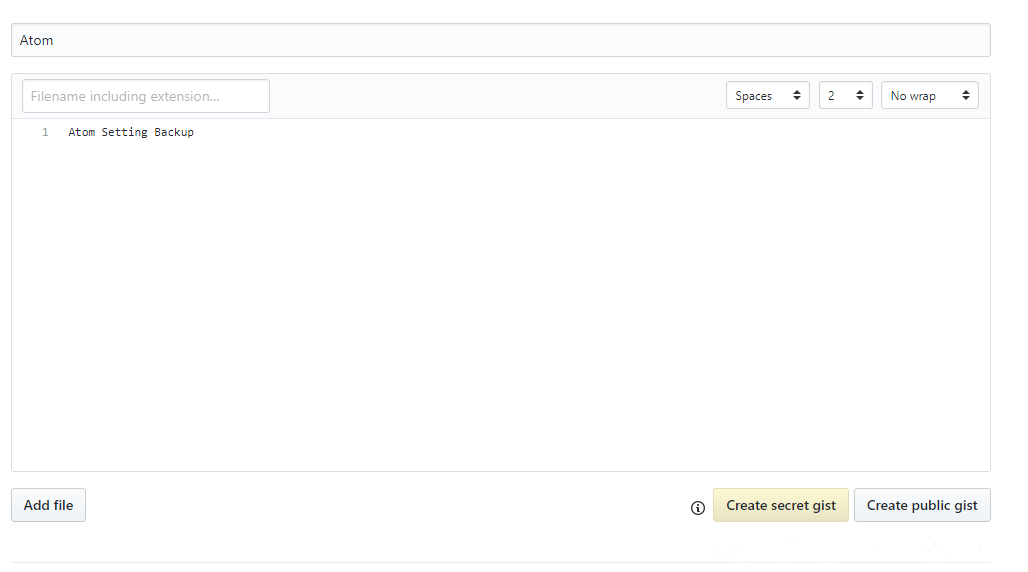 Atom
Filename including extension...
Spaces
2
No wrap
1 Atom Setting Backup
Add file
Create secret gist
Create public gist